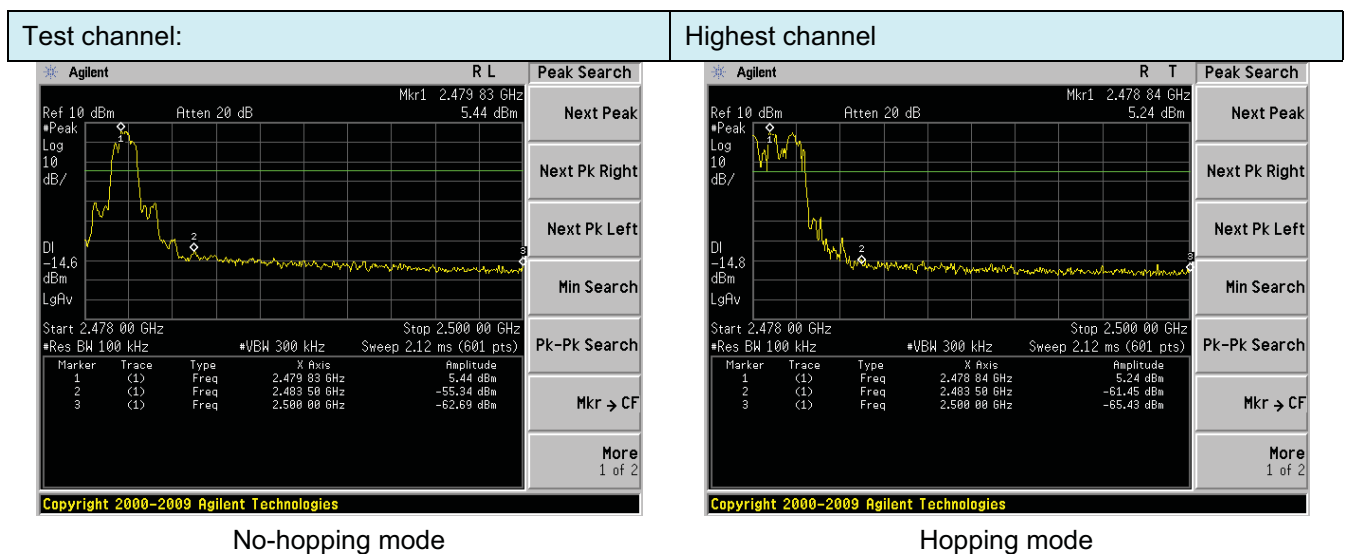 Test channel: Highest channel
Agilent R L Peak Search
Mkr1 2.479 83 GHz
Ref 10 dBm Atten 20 dB 5.44 dBm
#Peak
Log
10
dB/
DI
-14.6
dBm
LgAv
1
2
3
Start 2.478 00 GHz Stop 2.500 00 GHz
#Res BW 100 kHz #VBW 300 kHz Sweep 2.12 ms (601 pts)
Marker Trace Type X Axis Amplitude
1 (1) Freq 2.479 83 GHz 5.44 dBm
2 (1) Freq 2.483 50 GHz -55.34 dBm
3 (1) Freq 2.500 00 GHz -62.69 dBm
Next Peak
Next Pk Right
Next Pk Left
Min Search
Pk-Pk Search
Mkr → CF
More
1 of 2
Copyright 2000-2009 Agilent Technologies
No-hopping mode
Agilent R T Peak Search
Mkr1 2.478 84 GHz
Ref 10 dBm Atten 20 dB 5.24 dBm
#Peak
Log
10
dB/
DI
-14.8
dBm
LgAv
1
2
3
Start 2.478 00 GHz Stop 2.500 00 GHz
#Res BW 100 kHz #VBW 300 kHz Sweep 2.12 ms (601 pts)
Marker Trace Type X Axis Amplitude
1 (1) Freq 2.478 84 GHz 5.24 dBm
2 (1) Freq 2.483 50 GHz -61.45 dBm
3 (1) Freq 2.500 00 GHz -65.43 dBm
Next Peak
Next Pk Right
Next Pk Left
Min Search
Pk-Pk Search
Mkr → CF
More
1 of 2
Copyright 2000-2009 Agilent Technologies
Hopping mode